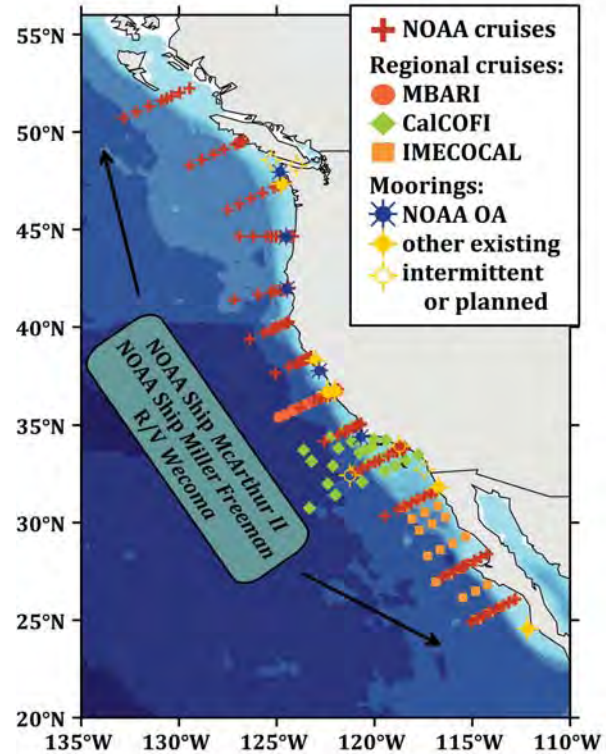 55°N
50°N
45°N
40°N
35°N
30°N
25°N
20°N
135°W
130°W
125°W
120°W
115°W
110°W
NOAA cruises
Regional cruises:
MBARI
CalCOFI
IMECOCAL
Moorings:
NOAA OA
other existing
intermittent
or planned
NOAA Ship McArthur II
NOAA Ship Miller Freeman
R/V Wecoma